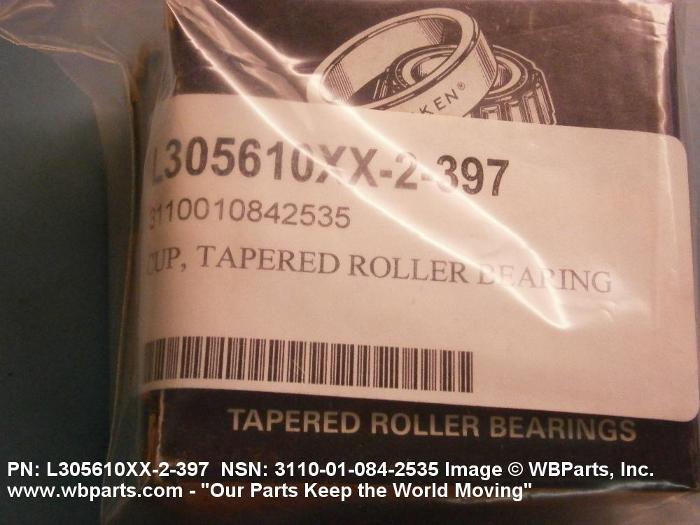 KEN®
L305610XX-2-397
3110010842535
CUP, TAPERED ROLLER BEARING
TAPERED ROLLER BEARINGS
PN: L305610XX-2-397 NSN: 3110-01-084-2535 Image © WBParts, Inc.
www.wbparts.com - "Our Parts Keep the World Moving"